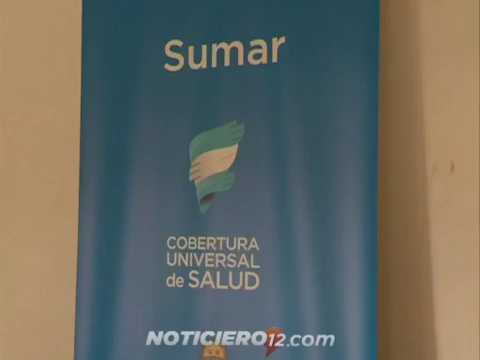 Sumar
COBERTURA
UNIVERSAL
de SALUD
NOTICIERO12.com